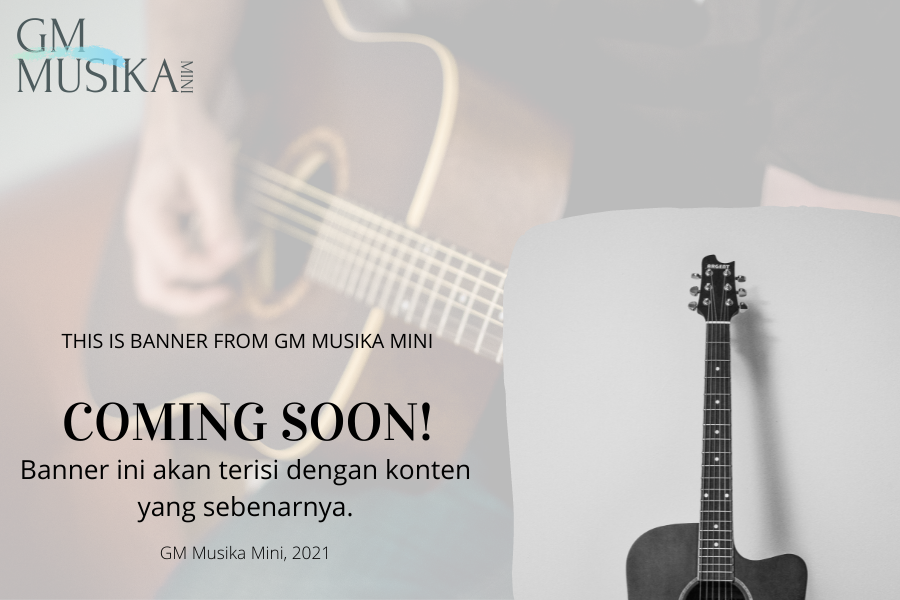 GM
MUSIKA MINI
THIS IS BANNER FROM GM MUSIKA MINI
COMING SOON!
Banner ini akan terisi dengan konten
yang sebenarnya.
GM Musika Mini, 2021